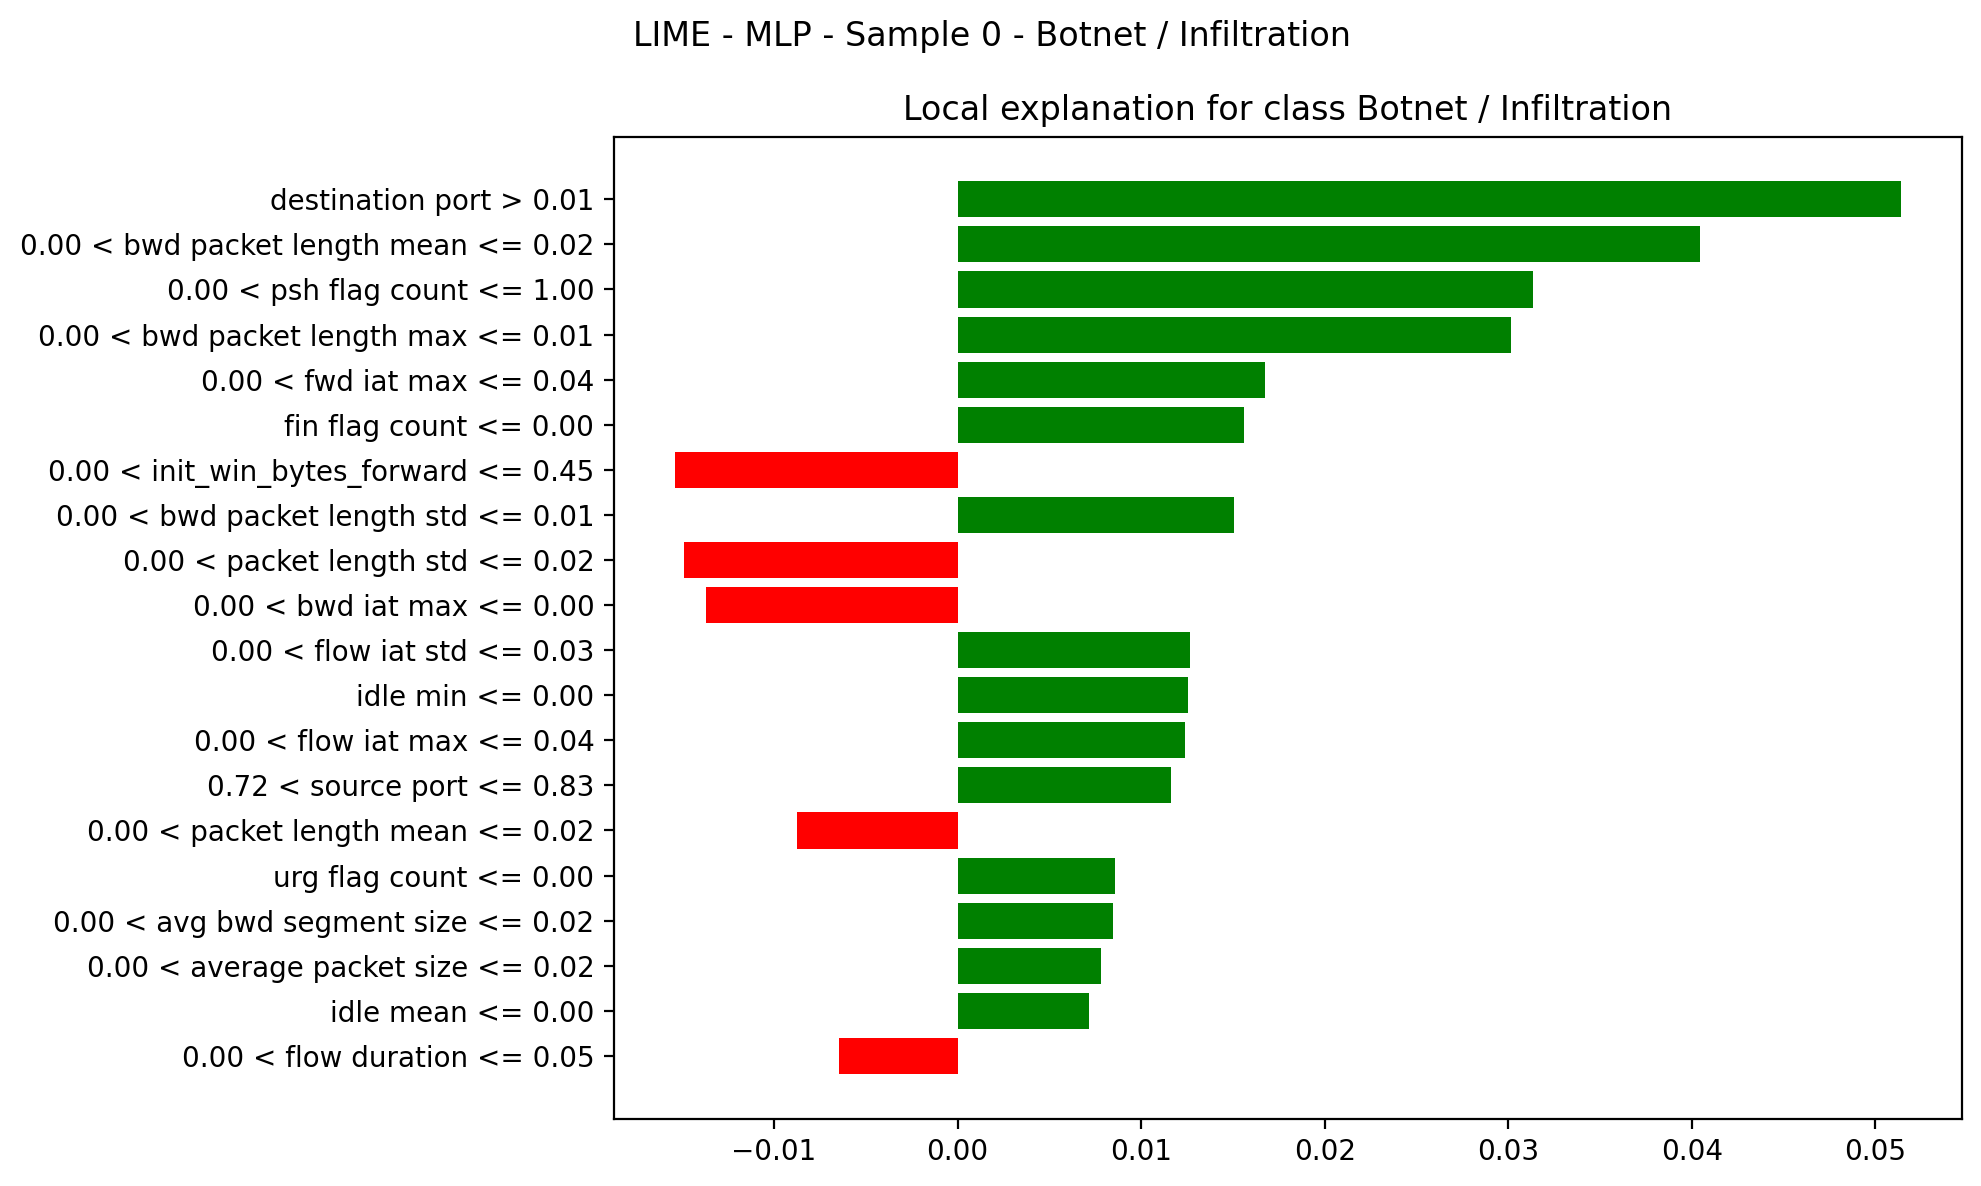 LIME - MLP - Sample 0 - Botnet / Infiltration
Local explanation for class Botnet / Infiltration
destination port > 0.01
0.00 < bwd packet length mean <= 0.02
0.00 < psh flag count <= 1.00
0.00 < bwd packet length max <= 0.01
0.00 < fwd iat max <= 0.04
fin flag count <= 0.00
0.00 < init_win_bytes_forward <= 0.45
0.00 < bwd packet length std <= 0.01
0.00 < packet length std <= 0.02
0.00 < bwd iat max <= 0.00
0.00 < flow iat std <= 0.03
idle min <= 0.00
0.00 < flow iat max <= 0.04
0.72 < source port <= 0.83
0.00 < packet length mean <= 0.02
urg flag count <= 0.00
0.00 < avg bwd segment size <= 0.02
0.00 < average packet size <= 0.02
idle mean <= 0.00
0.00 < flow duration <= 0.05
−0.01 0.00 0.01 0.02 0.03 0.04 0.05